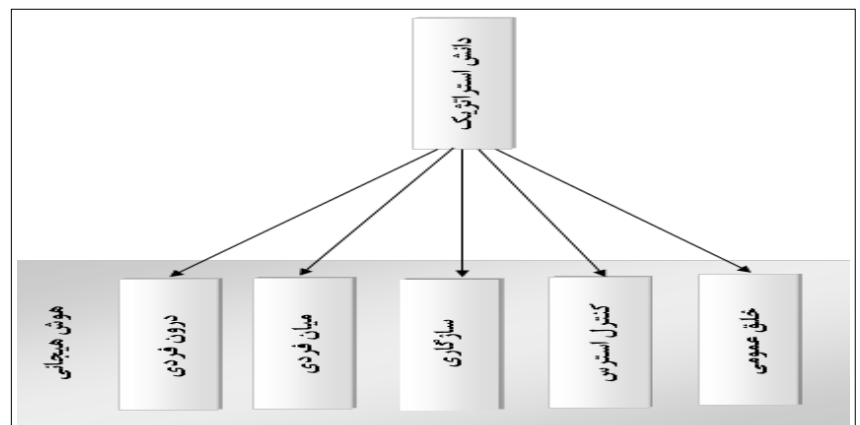 دانش استراتژیک
هوش هیجانی
درون فردی
میان فردی
سازگاری
کنترل استرس
خلق عمومی